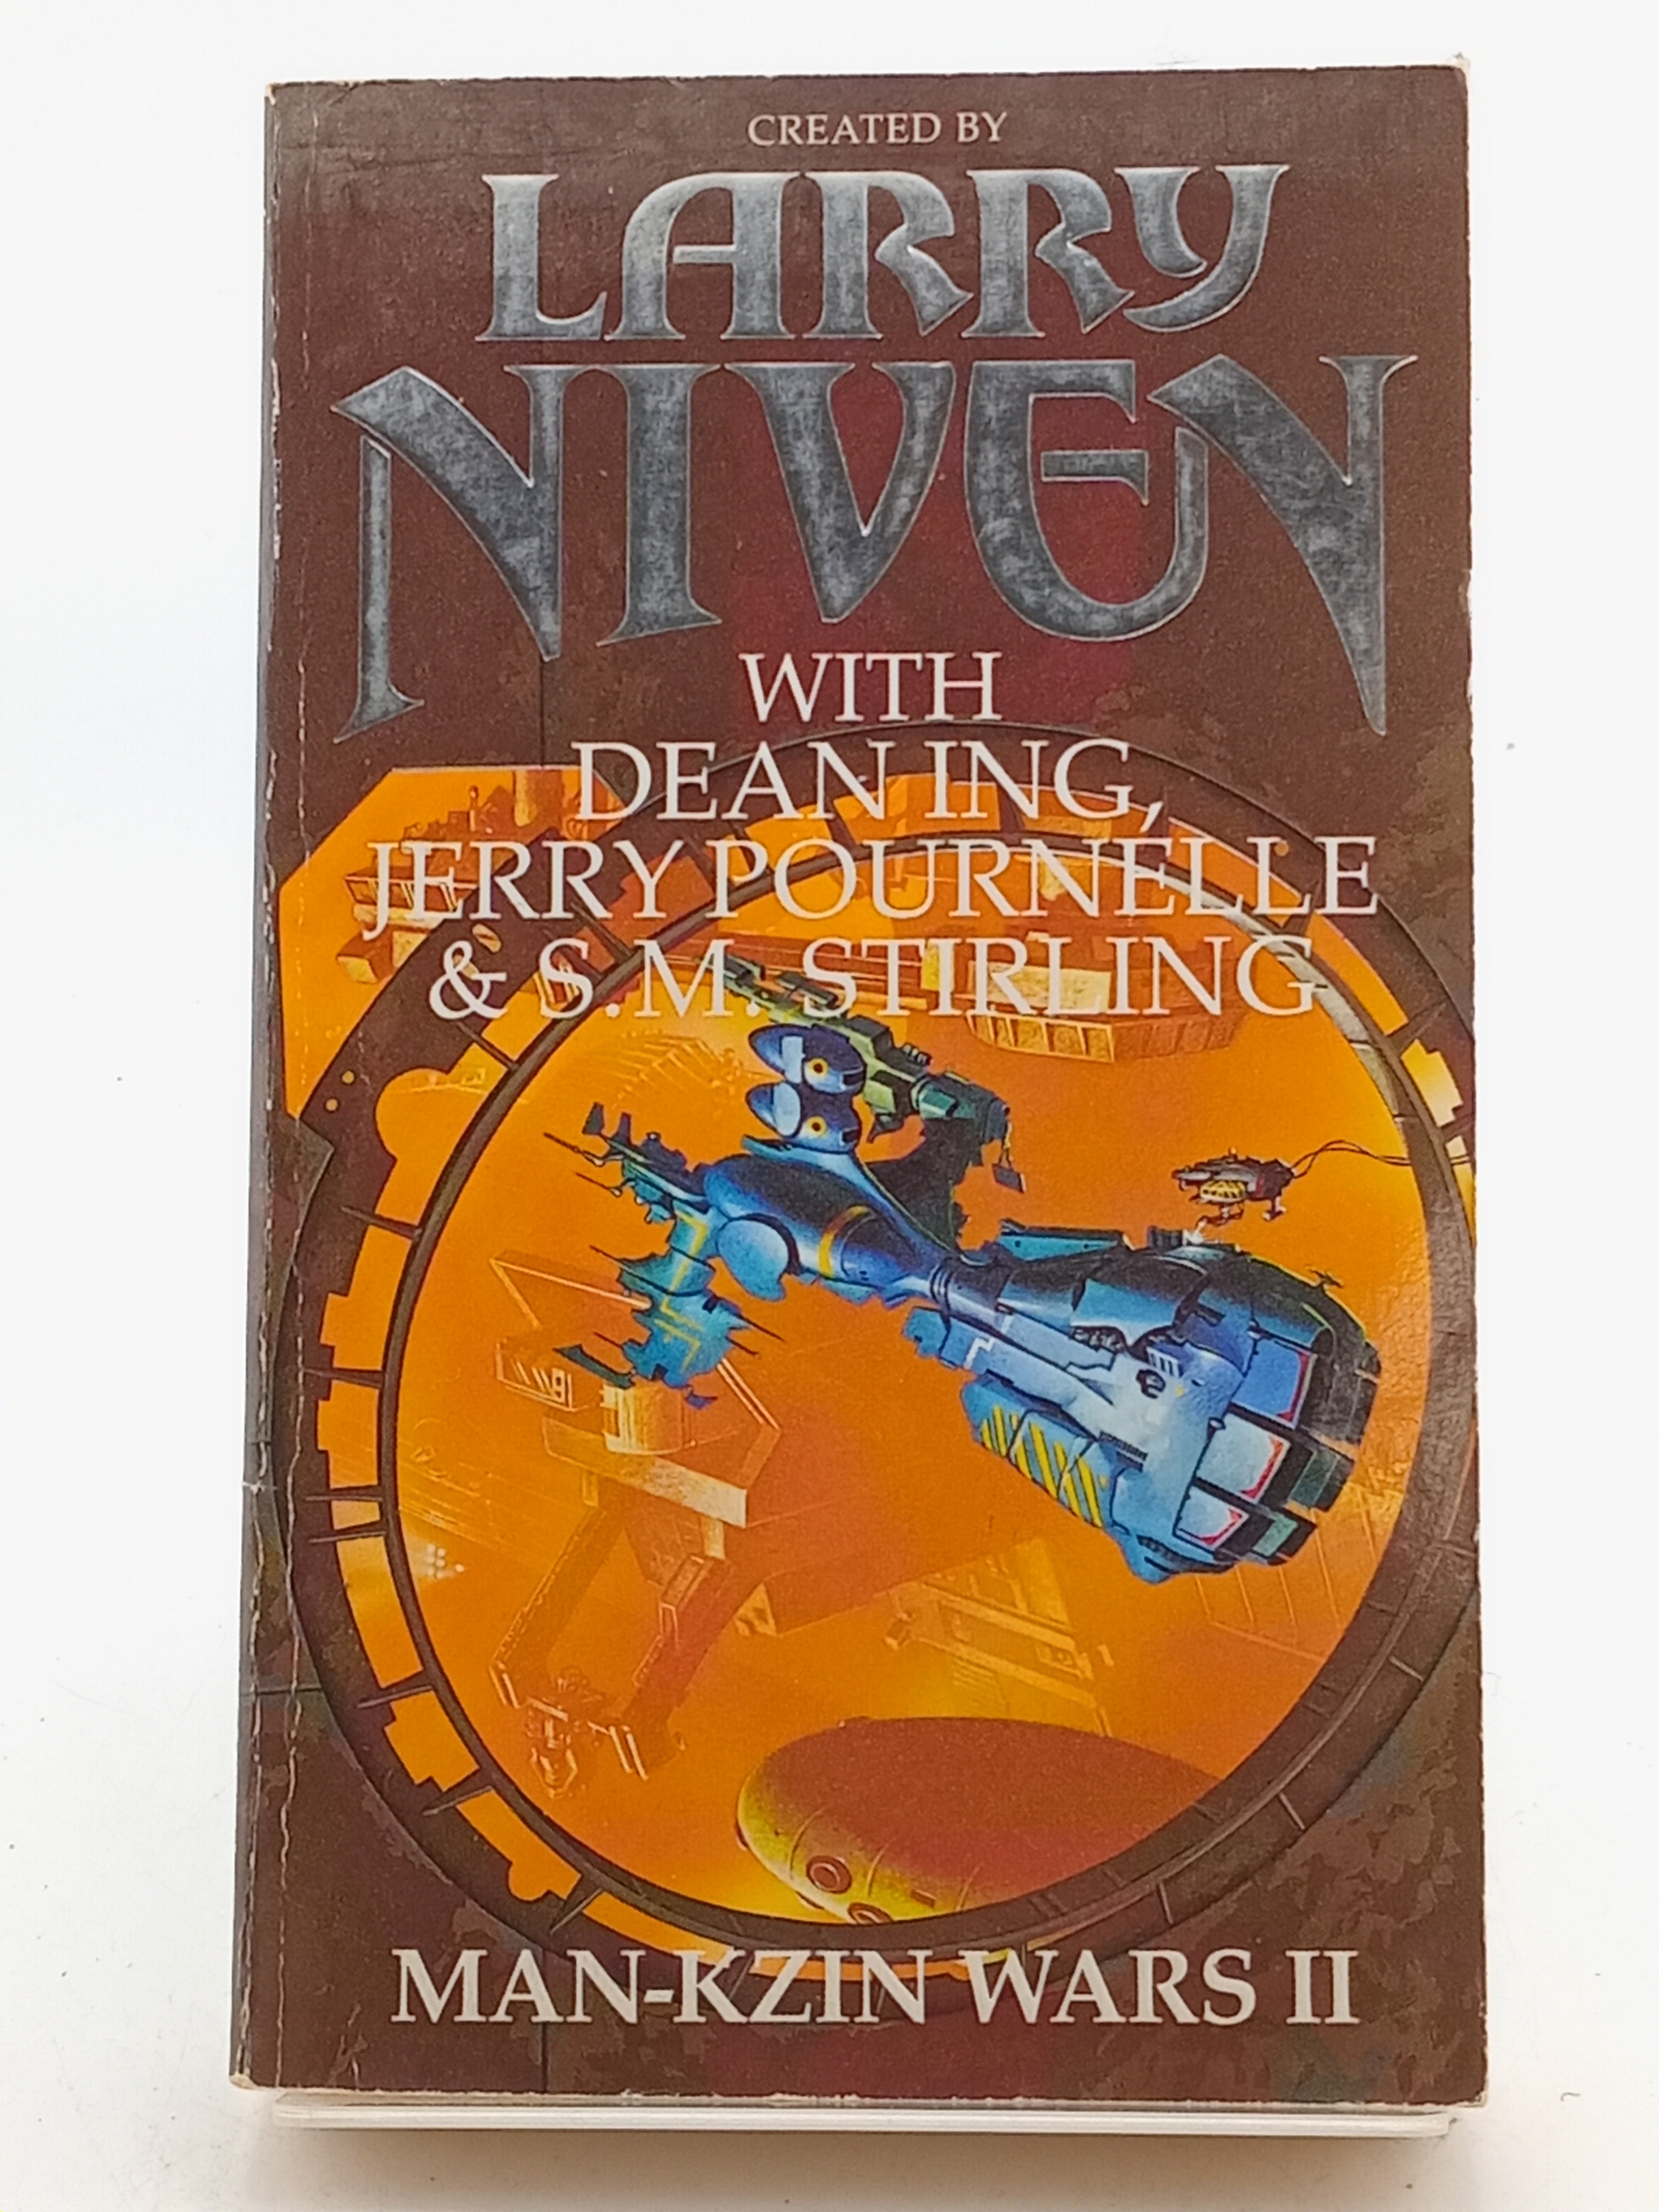 CREATED BY
LARRY
NIVEN
WITH
DEAN ING,
JERRY POURNELLE
& S.M. STIRLING
MAN-KZIN WARS II